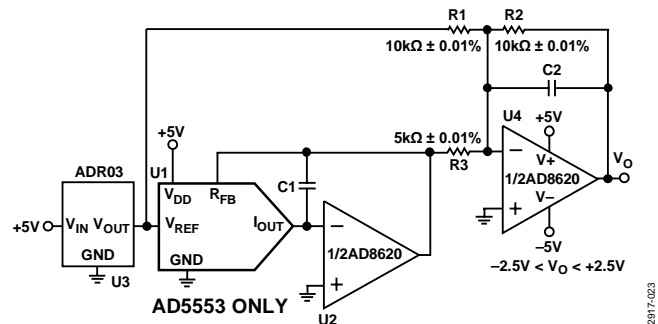 R1
R2
10kΩ ± 0.01%
10kΩ ± 0.01%
C2
U4
+5V
+5V
5kΩ ± 0.01%
ADR03
U1
R3
V+
VO
VDD
RFB
C1
1/2AD8620
+5V
VIN
VOUT
VREF
IOUT
V–
1/2AD8620
–5V
GND
GND
U3
–2.5V < VO < +2.5V
AD5553 ONLY
U2
2917-023